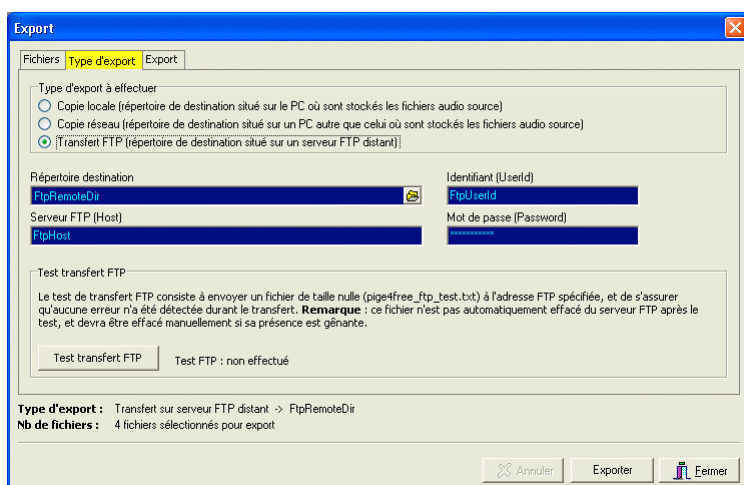 Export
Fichiers Type d'export Export
Type d'export à effectuer
Copie locale (répertoire de destination situé sur le PC où sont stockés les fichiers audio source)
Copie réseau (répertoire de destination situé sur un PC autre que celui où sont stockés les fichiers audio source)
Transfert FTP (répertoire de destination situé sur un serveur FTP distant)
Répertoire destination
FtpRemoteDir
Identifiant (UserId)
FtpUserId
Serveur FTP (Host)
FtpHost
Mot de passe (Password)
***********
Test transfert FTP
Le test de transfert FTP consiste à envoyer un fichier de taille nulle (pige4free_ftp_test.txt) à l'adresse FTP spécifiée, et de s'assurer
qu'aucune erreur n'a été détectée durant le transfert. Remarque : ce fichier n'est pas automatiquement effacé du serveur FTP après le
test, et devra être effacé manuellement si sa présence est gênante.
Test transfert FTP
Test FTP : non effectué
Type d'export : Transfert sur serveur FTP distant -> FtpRemoteDir
Nb de fichiers : 4 fichiers sélectionnés pour export
Annuler Exporter Fermer